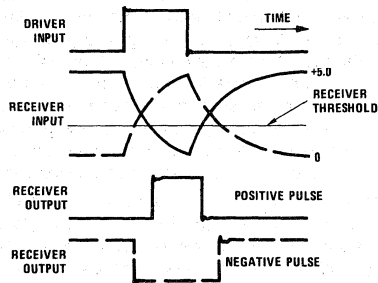 DRIVER
INPUT
TIME
+5.0
RECEIVER
INPUT
RECEIVER
THRESHOLD
0
RECEIVER
OUTPUT
POSITIVE PULSE
RECEIVER
OUTPUT
NEGATIVE PULSE